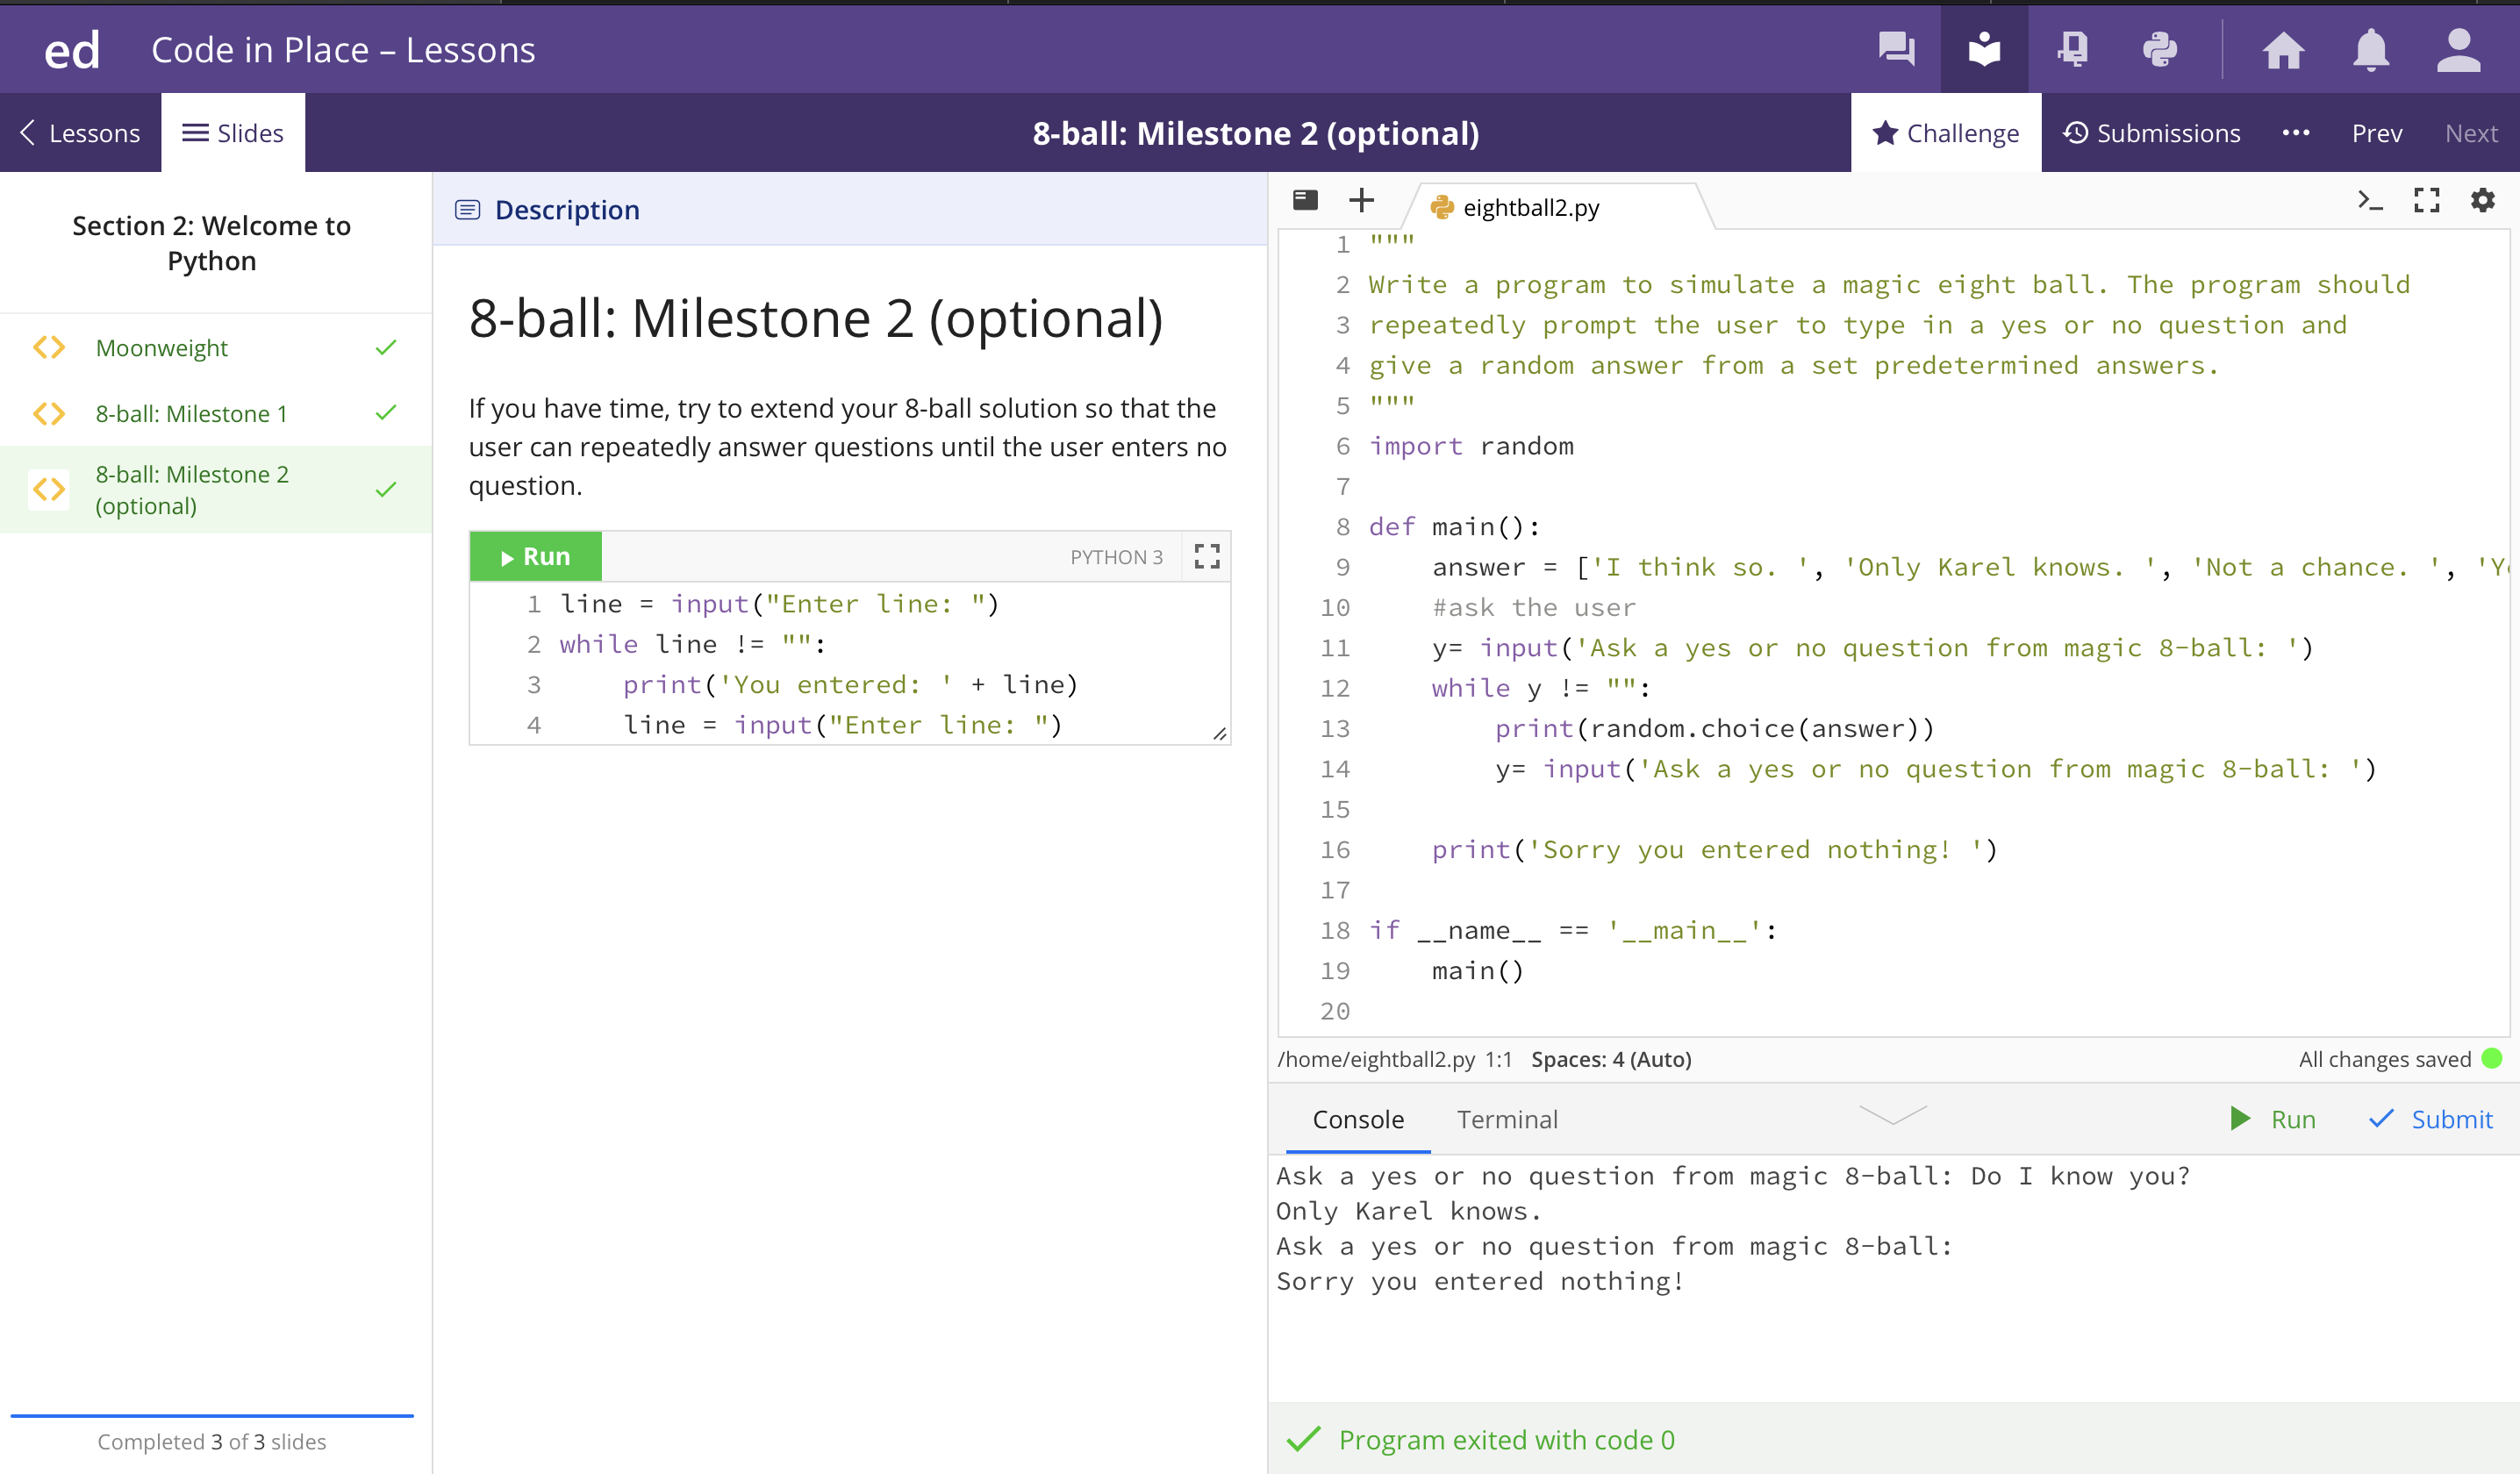 ed Code in Place – Lessons
Lessons Slides 8-ball: Milestone 2 (optional) Challenge Submissions ••• Prev Next
Section 2: Welcome to
Python
Moonweight
8-ball: Milestone 1
8-ball: Milestone 2
(optional)
Completed 3 of 3 slides
Description
8-ball: Milestone 2 (optional)
If you have time, try to extend your 8-ball solution so that the
user can repeatedly answer questions until the user enters no
question.
Run PYTHON 3
1 line = input("Enter line: ")
2 while line != "":
3     print('You entered: ' + line)
4     line = input("Enter line: ")
eightball2.py
1 """
2 Write a program to simulate a magic eight ball. The program should
3 repeatedly prompt the user to type in a yes or no question and
4 give a random answer from a set predetermined answers.
5 """
6 import random
7
8 def main():
9     answer = ['I think so. ', 'Only Karel knows. ', 'Not a chance. ',
10     #ask the user
11     y= input('Ask a yes or no question from magic 8-ball: ')
12     while y != "":
13         print(random.choice(answer))
14         y= input('Ask a yes or no question from magic 8-ball: ')
15
16     print('Sorry you entered nothing! ')
17
18 if __name__ == '__main__':
19     main()
20
/home/eightball2.py 1:1 Spaces: 4 (Auto) All changes saved
Console Terminal Run Submit
Ask a yes or no question from magic 8-ball: Do I know you?
Only Karel knows.
Ask a yes or no question from magic 8-ball:
Sorry you entered nothing!
Program exited with code 0